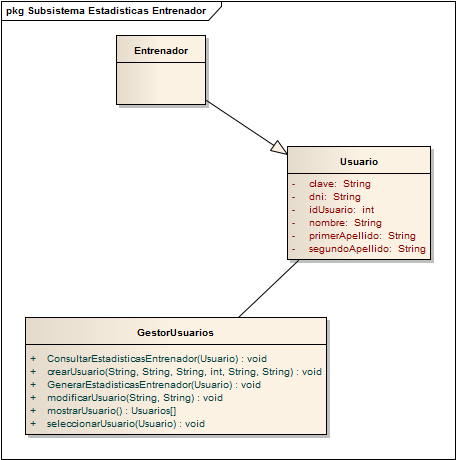 pkg Subsistema Estadisticas Entrenador
Entrenador
Usuario
- clave: String
- dni: String
- idUsuario: int
- nombre: String
- primerApellido: String
- segundoApellido: String
GestorUsuarios
+ ConsultarEstadisticasEntrenador(Usuario) : void
+ crearUsuario(String, String, String, int, String, String) : void
+ GenerarEstadisticasEntrenador(Usuario) : void
+ modificarUsuario(String, String) : void
+ mostrarUsuario() : Usuarios[]
+ seleccionarUsuario(Usuario) : void